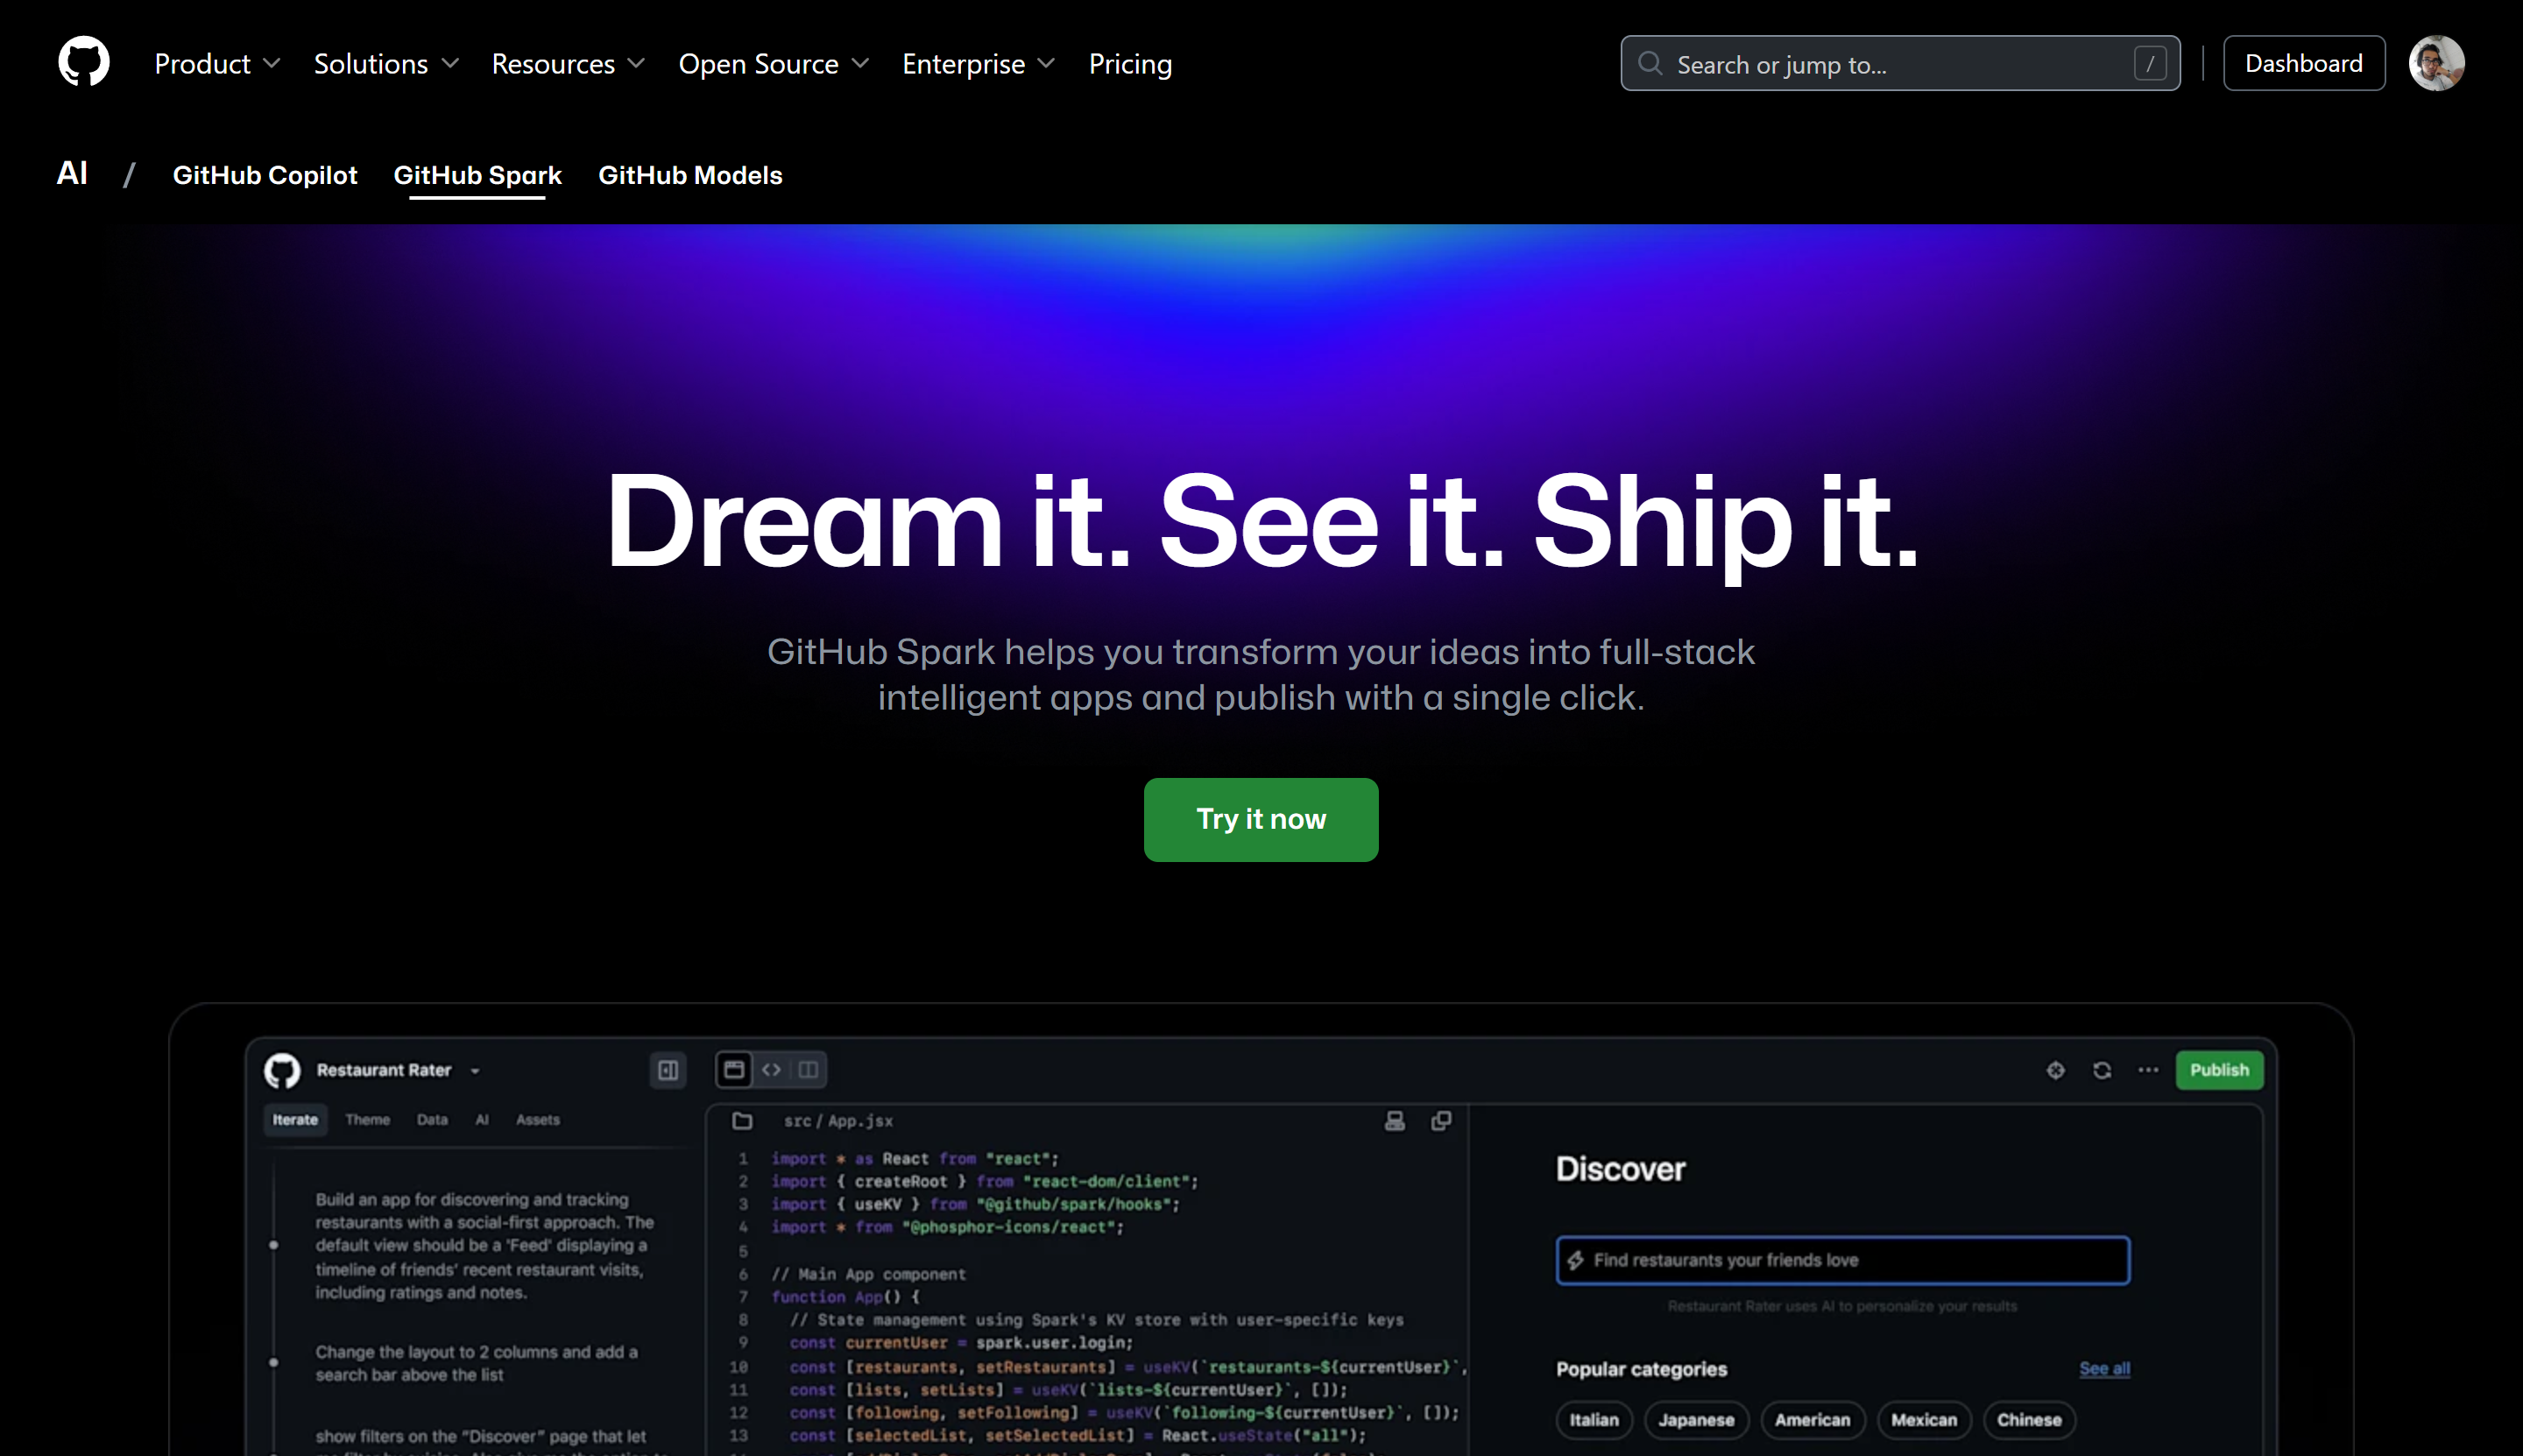 Product
Solutions
Resources
Open Source
Enterprise
Pricing
Search or jump to...
/
Dashboard
AI / GitHub Copilot GitHub Spark GitHub Models
Dream it. See it. Ship it.
GitHub Spark helps you transform your ideas into full-stack
intelligent apps and publish with a single click.
Try it now
Restaurant Rater
Publish
Iterate Theme Data AI Assets
Build an app for discovering and tracking
restaurants with a social-first approach. The
default view should be a 'Feed' displaying a
timeline of friends' recent restaurant visits,
including ratings and notes.
Change the layout to 2 columns and add a
search bar above the list
show filters on the "Discover" page that let
src / App.jsx
1 import * as React from "react";
2 import { createRoot } from "react-dom/client";
3 import { useKV } from "@github/spark/hooks";
4 import * from "@phosphor-icons/react";
5
6 // Main App component
7 function App() {
8 // State management using Spark's KV store with user-specific keys
9 const currentUser = spark.user.login;
10 const [restaurants, setRestaurants] = useKV(`restaurants-${currentUser}`,
11 const [lists, setLists] = useKV(`lists-${currentUser}`, []);
12 const [following, setFollowing] = useKV(`following-${currentUser}`, []);
13 const [selectedList, setSelectedList] = React.useState("all");
Discover
Find restaurants your friends love
Restaurant Rater uses AI to personalize your results
Popular categories
See all
Italian Japanese American Mexican Chinese